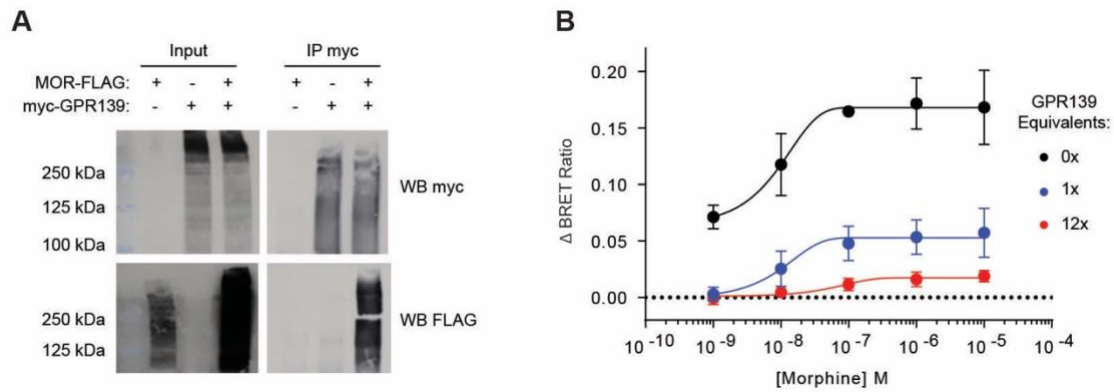 A
Input
IP myc
MOR-FLAG: + - + + - +
myc-GPR139: - + + - + +
250 kDa
125 kDa
100 kDa
WB myc
250 kDa
125 kDa
WB FLAG
B
Δ BRET Ratio
0.20
0.15
0.10
0.05
0.00
10⁻¹⁰ 10⁻⁹ 10⁻⁸ 10⁻⁷ 10⁻⁶ 10⁻⁵ 10⁻⁴
[Morphine] M
GPR139
Equivalents:
0x
1x
12x